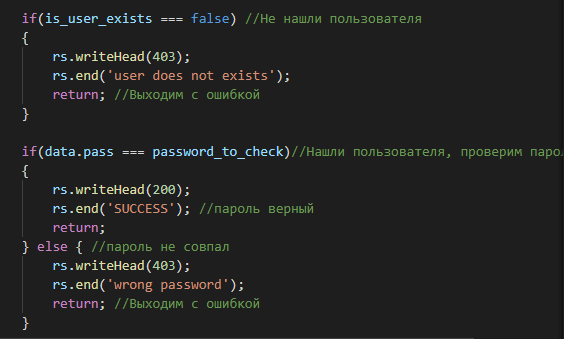 if(is_user_exists === false) //Не нашли пользователя
{
rs.writeHead(403);
rs.end('user does not exists');
return; //Выходим с ошибкой
}
if(data.pass === password_to_check)//Нашли пользователя, проверим
{
rs.writeHead(200);
rs.end('SUCCESS'); //пароль верный
return;
} else { //пароль не совпал
rs.writeHead(403);
rs.end('wrong password');
return; //Выходим с ошибкой
}